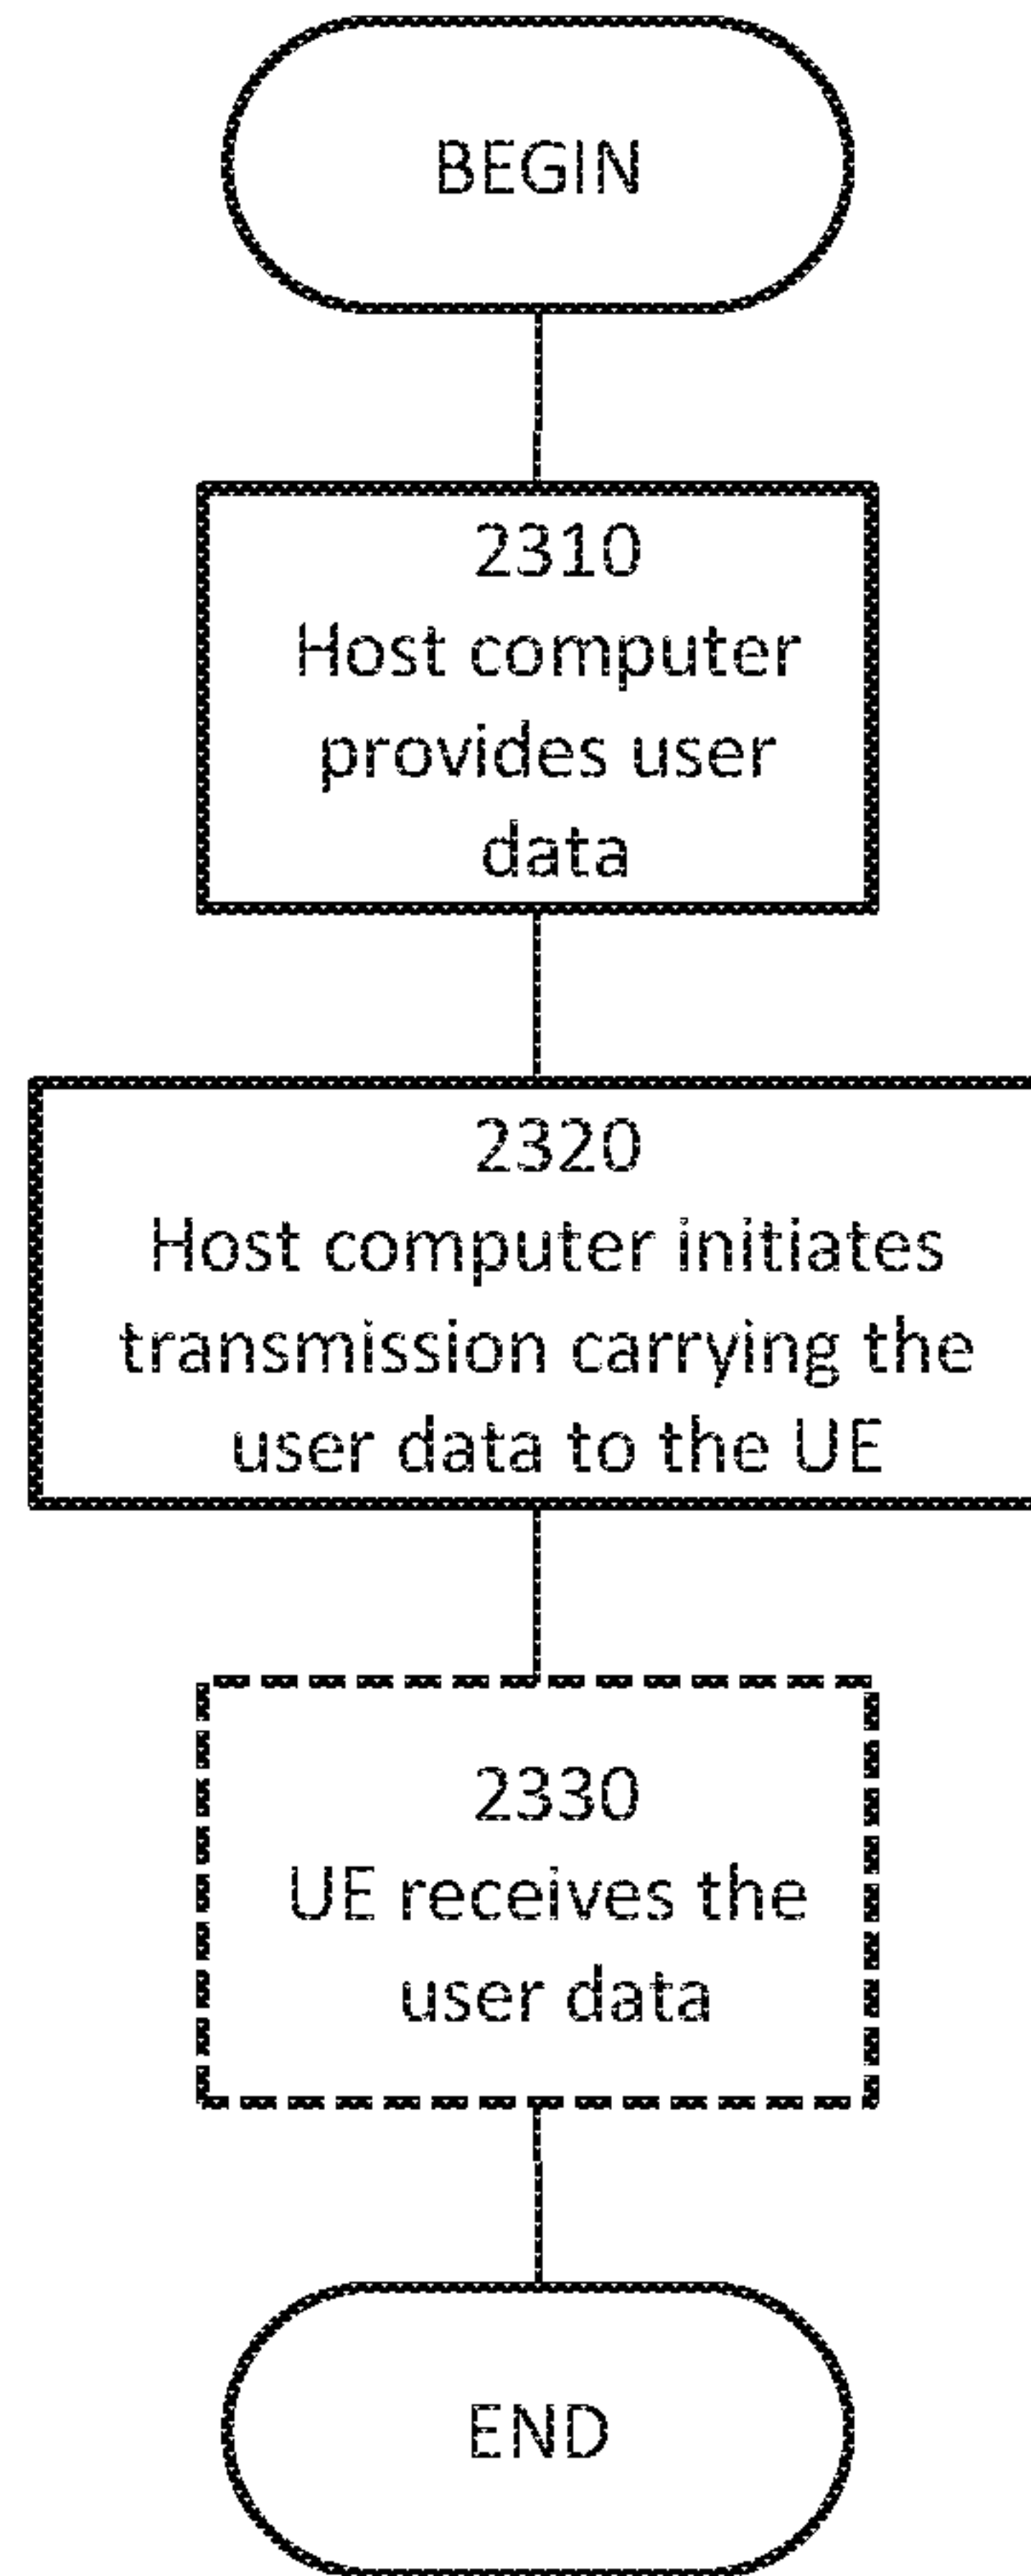 BEGIN
2310
Host computer
provides user
data
2320
Host computer initiates
transmission carrying the
user data to the UE
2330
UE receives the
user data
END